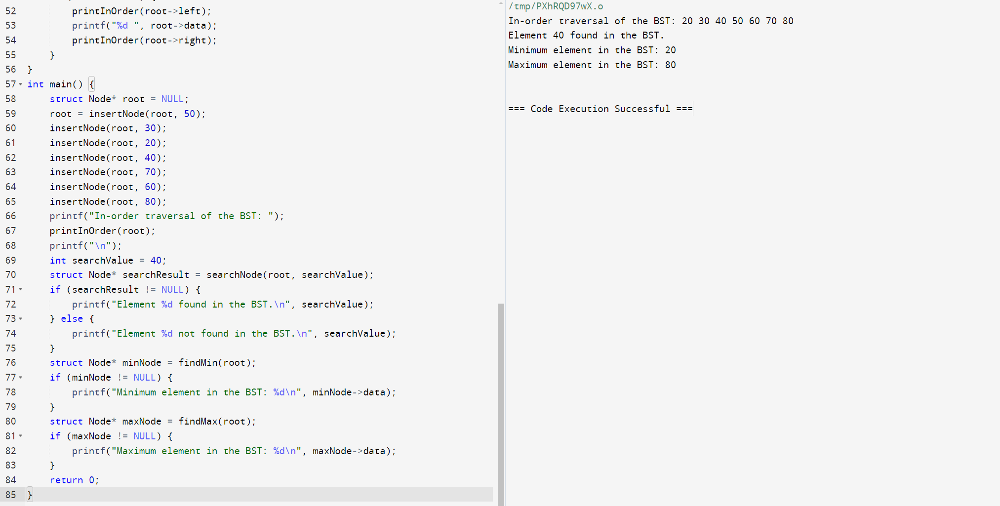 52 printInOrder(root->left);
53 printf("%d ", root->data);
54 printInOrder(root->right);
55 }
56 }
57 int main() {
58 struct Node* root = NULL;
59 root = insertNode(root, 50);
60 insertNode(root, 30);
61 insertNode(root, 20);
62 insertNode(root, 40);
63 insertNode(root, 70);
64 insertNode(root, 60);
65 insertNode(root, 80);
66 printf("In-order traversal of the BST: ");
67 printInOrder(root);
68 printf("\n");
69 int searchValue = 40;
70 struct Node* searchResult = searchNode(root, searchValue);
71 if (searchResult != NULL) {
72 printf("Element %d found in the BST.\n", searchValue);
73 } else {
74 printf("Element %d not found in the BST.\n", searchValue);
75 }
76 struct Node* minNode = findMin(root);
77 if (minNode != NULL) {
78 printf("Minimum element in the BST: %d\n", minNode->data);
79 }
80 struct Node* maxNode = findMax(root);
81 if (maxNode != NULL) {
82 printf("Maximum element in the BST: %d\n", maxNode->data);
83 }
84 return 0;
85 }
/tmp/PXhRQD97wX.o
In-order traversal of the BST: 20 30 40 50 60 70 80
Element 40 found in the BST.
Minimum element in the BST: 20
Maximum element in the BST: 80
=== Code Execution Successful ===